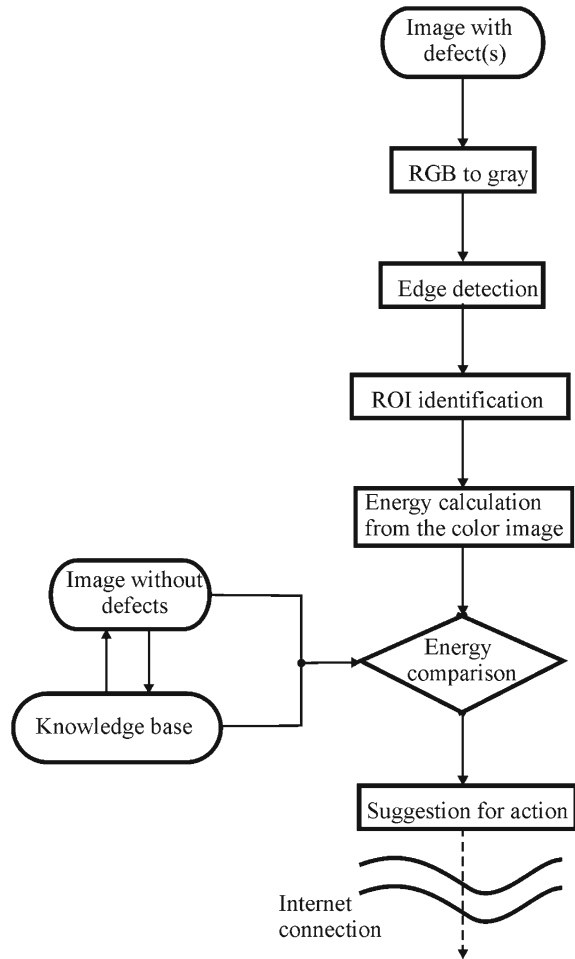 Image with
defect(s)
RGB to gray
Edge detection
ROI identification
Energy calculation
from the color image
Image without
defects
Energy
comparison
Knowledge base
Suggestion for action
Internet
connection